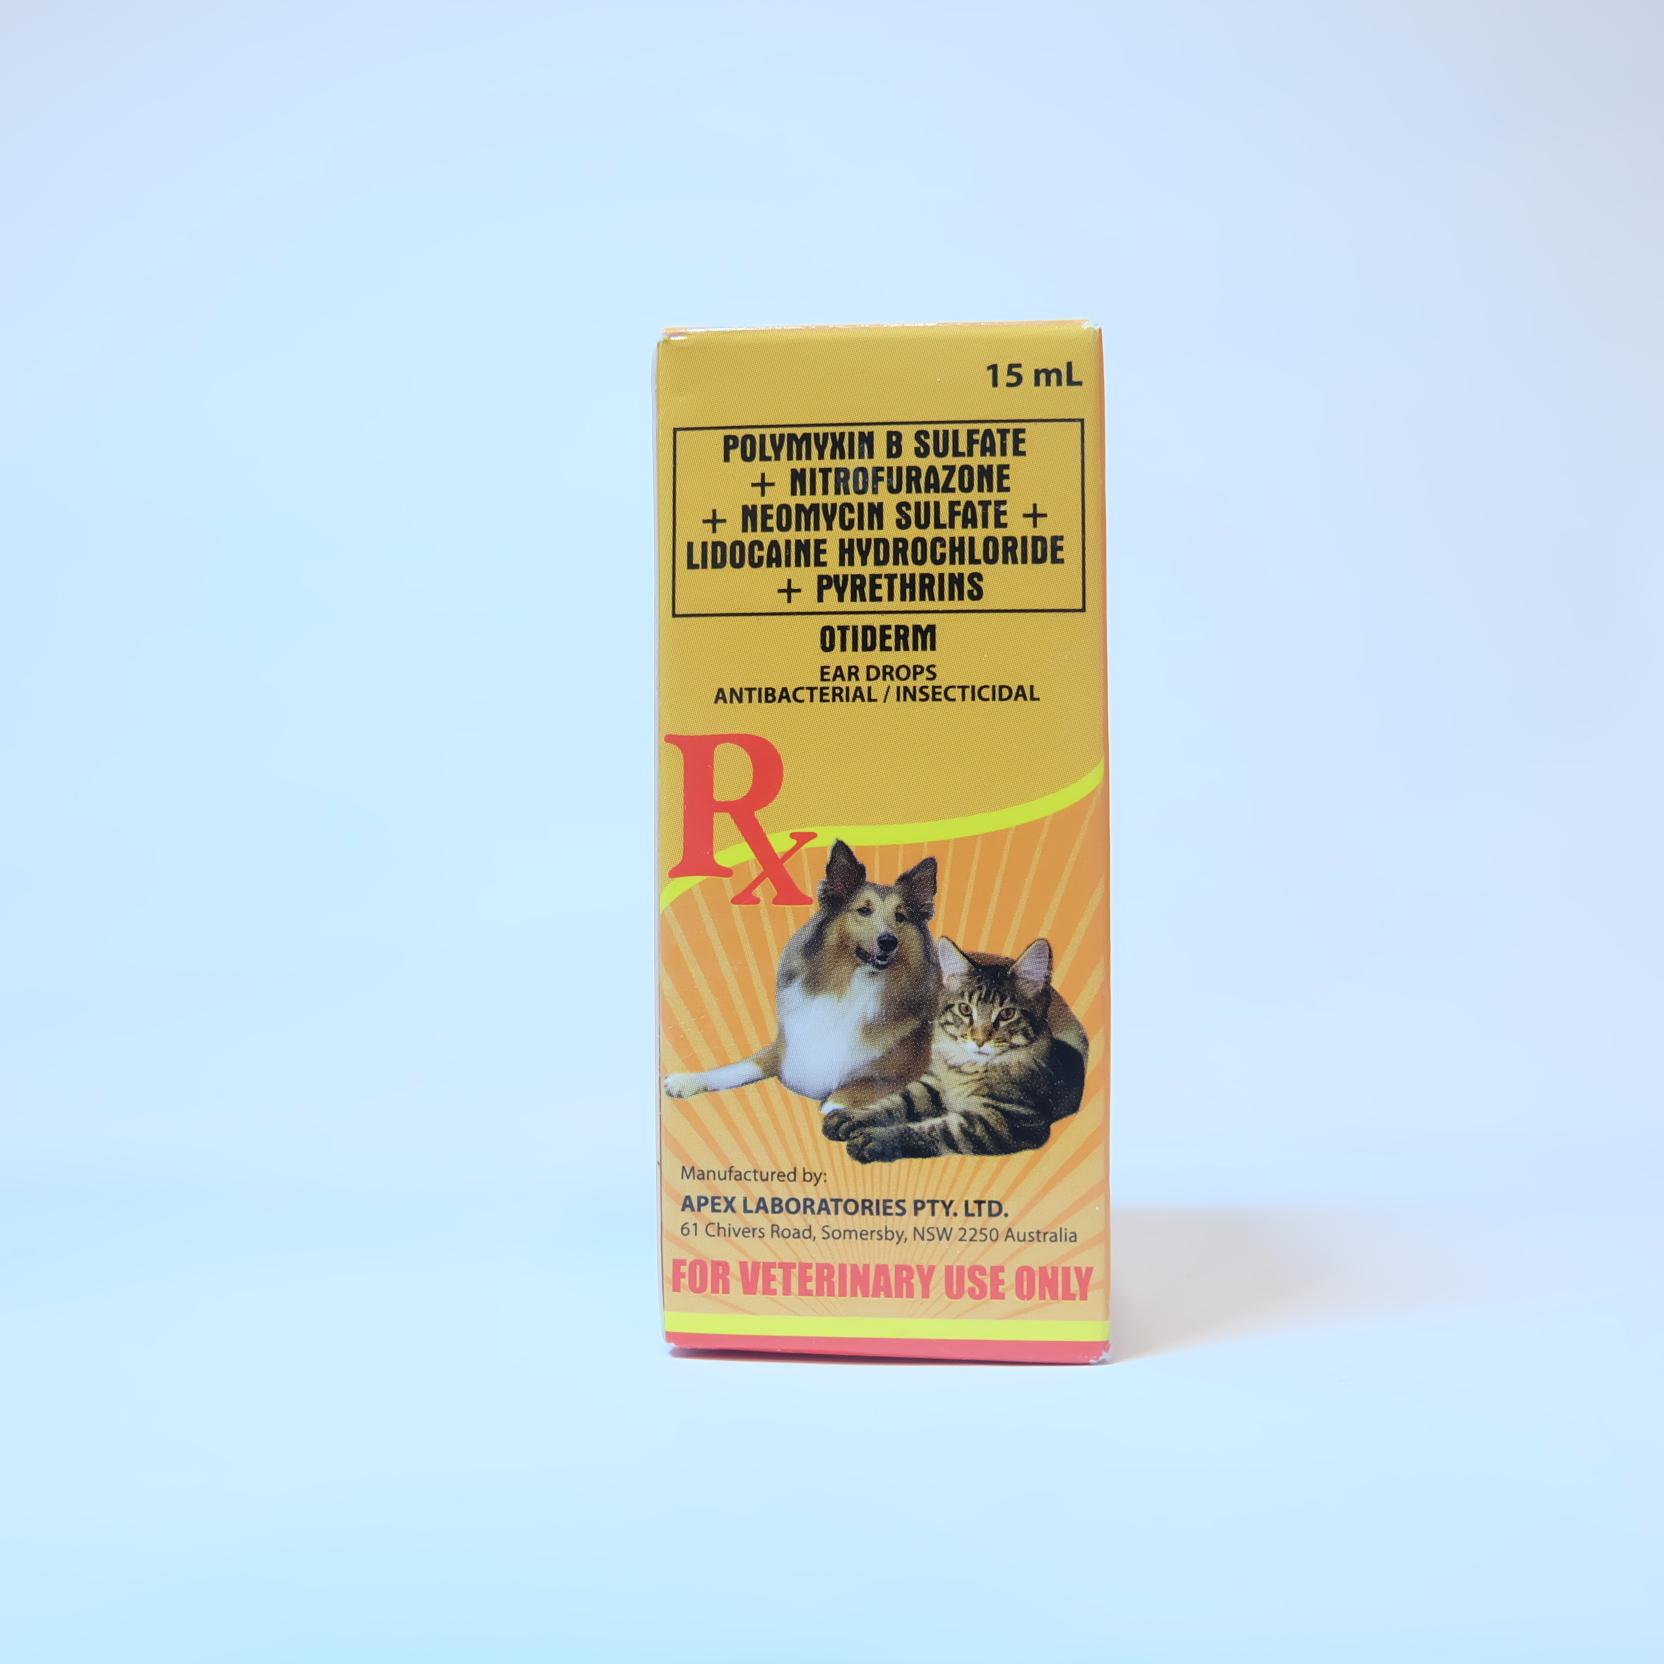 15 mL
POLYMYXIN B SULFATE
+ NITROFURAZONE
+ NEOMYCIN SULFATE +
LIDOCAINE HYDROCHLORIDE
+ PYRETHRINS
OTIDERM
EAR DROPS
ANTIBACTERIAL / INSECTICIDAL
Rx
Manufactured by:
APEX LABORATORIES PTY. LTD.
61 Chivers Road, Somersby, NSW 2250 Australia
FOR VETERINARY USE ONLY